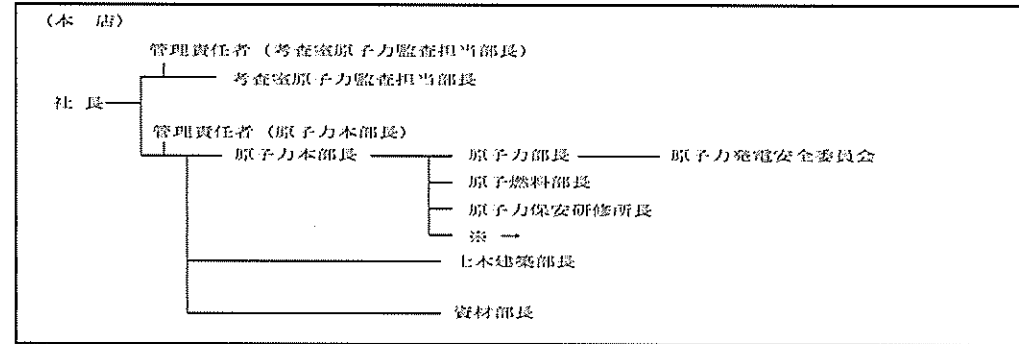 (本 店)
管理責任者 (考査室原子力監査担当部長)
考査室原子力監査担当部長
社 長
管理責任者 (原子力本部長)
原子力本部長 原子力部長 原子力発電安全委員会
原子燃料部長
原子力保安研修所長
※ →
土木建築部長
資材部長